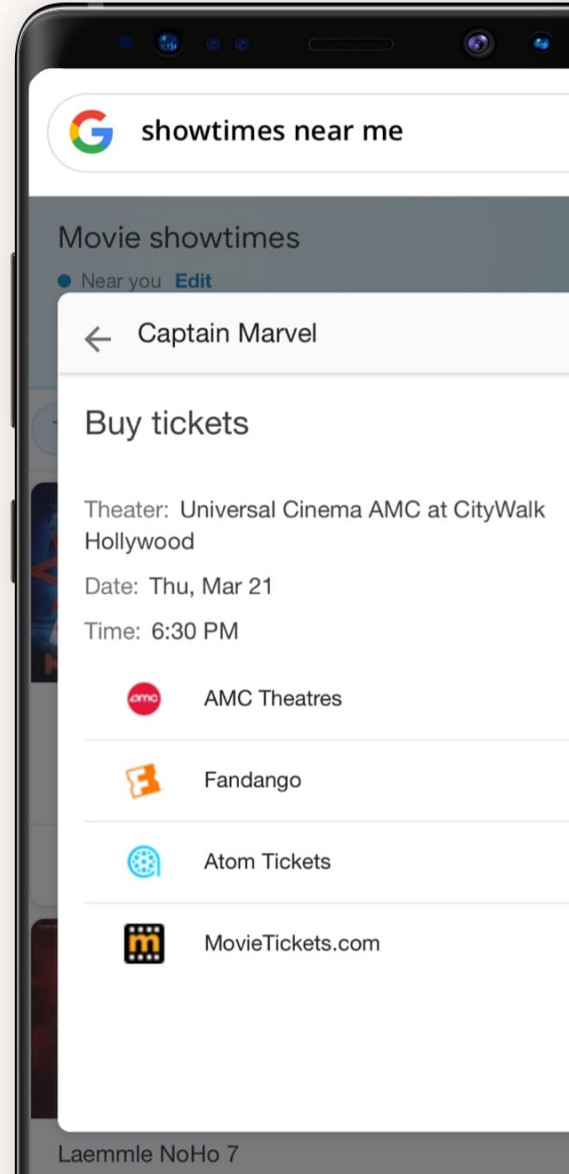 showtimes near me
Movie showtimes
Near you Edit
Captain Marvel
Buy tickets
Theater: Universal Cinema AMC at CityWalk
Hollywood
Date: Thu, Mar 21
Time: 6:30 PM
amc AMC Theatres
Fandango
Atom Tickets
m MovieTickets.com
Laemmle NoHo 7